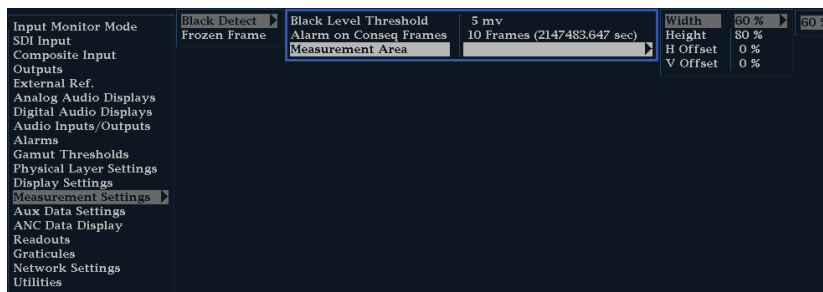 Input Monitor Mode
SDI Input
Composite Input
Outputs
External Ref.
Analog Audio Displays
Digital Audio Displays
Audio Inputs/Outputs
Alarms
Gamut Thresholds
Physical Layer Settings
Display Settings
Measurement Settings
Aux Data Settings
ANC Data Display
Readouts
Graticules
Network Settings
Utilities
Black Detect
Frozen Frame
Black Level Threshold 5 mv
Alarm on Conseq Frames 10 Frames (2147483.647 sec)
Measurement Area
Width 60 %
Height 80 %
H Offset 0 %
V Offset 0 %
60